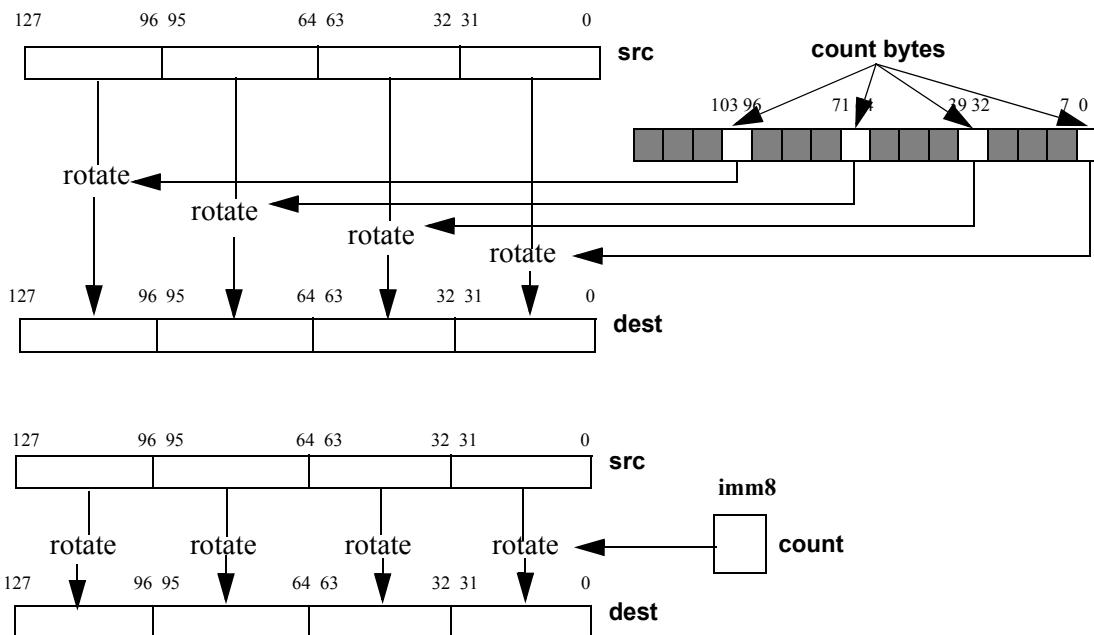 127 96 95 64 63 32 31 0
src
count bytes
103 96 71 39 32 7 0
rotate
rotate
rotate
rotate
127 96 95 64 63 32 31 0
dest
127 96 95 64 63 32 31 0
src
imm8
rotate rotate rotate rotate
count
127 96 95 64 63 32 31 0
dest